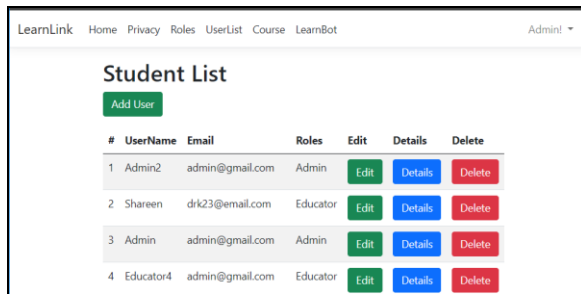 LearnLink Home Privacy Roles UserList Course LearnBot Admin!
Student List
Add User
# UserName Email Roles Edit Details Delete
1 Admin2 admin@gmail.com Admin Edit Details Delete
2 Shareen drk23@email.com Educator Edit Details Delete
3 Admin admin@gmail.com Admin Edit Details Delete
4 Educator4 admin@gmail.com Educator Edit Details Delete